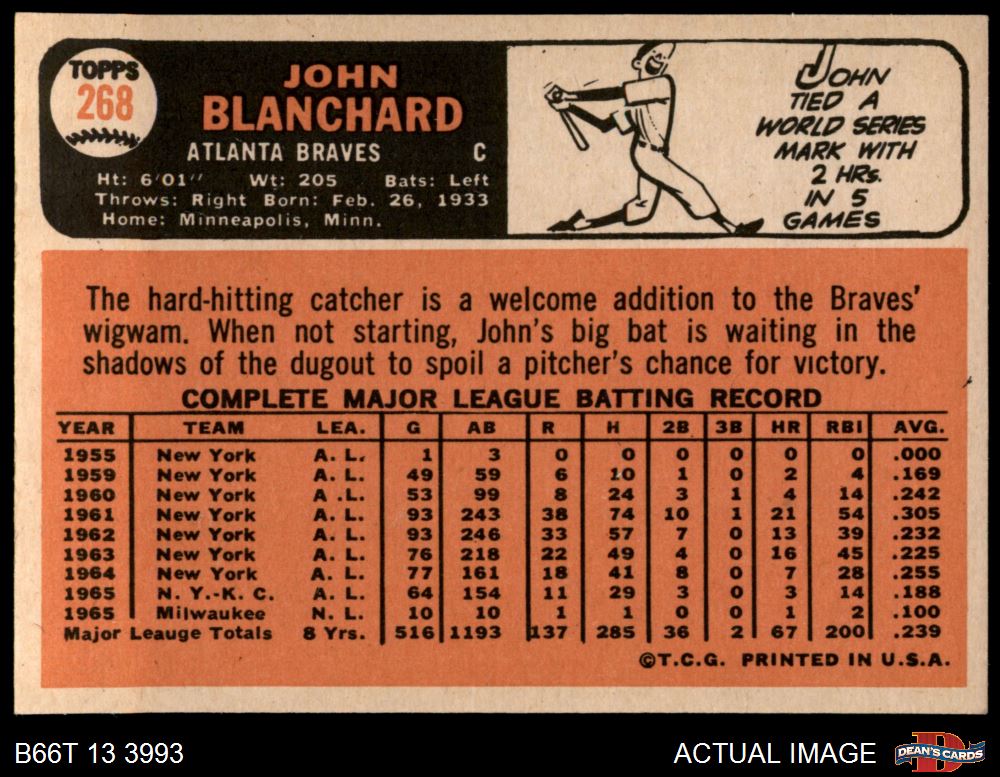 TOPPS
268
JOHN
BLANCHARD
ATLANTA BRAVES C
Ht: 6'01" Wt: 205 Bats: Left
Throws: Right Born: Feb. 26, 1933
Home: Minneapolis, Minn.
JOHN
TIED A
WORLD SERIES
MARK WITH
2 HRs.
IN 5
GAMES
The hard-hitting catcher is a welcome addition to the Braves'
wigwam. When not starting, John's big bat is waiting in the
shadows of the dugout to spoil a pitcher's chance for victory.
COMPLETE MAJOR LEAGUE BATTING RECORD
YEAR TEAM LEA. G AB R H 2B 3B HR RBI AVG.
1955 New York A. L. 1 3 0 0 0 0 0 0 .000
1959 New York A. L. 49 59 6 10 1 0 2 4 .169
1960 New York A .L. 53 99 8 24 3 1 4 14 .242
1961 New York A. L. 93 243 38 74 10 1 21 54 .305
1962 New York A. L. 93 246 33 57 7 0 13 39 .232
1963 New York A. L. 76 218 22 49 4 0 16 45 .225
1964 New York A. L. 77 161 18 41 8 0 7 28 .255
1965 N. Y.-K. C. A. L. 64 154 11 29 3 0 3 14 .188
1965 Milwaukee N. L. 10 10 1 1 0 0 1 2 .100
Major Leauge Totals 8 Yrs. 516 1193 137 285 36 2 67 200 .239
©T.C.G. PRINTED IN U.S.A.
B66T 13 3993
ACTUAL IMAGE
DEAN'S CARDS